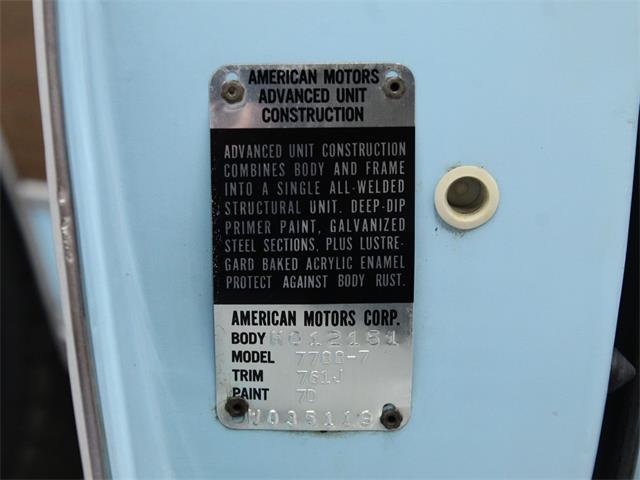 AMERICAN MOTORS
ADVANCED UNIT
CONSTRUCTION
ADVANCED UNIT CONSTRUCTION
COMBINES BODY AND FRAME
INTO A SINGLE ALL-WELDED
STRUCTURAL UNIT. DEEP-DIP
PRIMER PAINT, GALVANIZED
STEEL SECTIONS, PLUS LUSTRE-
GARD BAKED ACRYLIC ENAMEL
PROTECT AGAINST BODY RUST.
AMERICAN MOTORS CORP.
BODY
MODEL
TRIM 761J
PAINT 7D